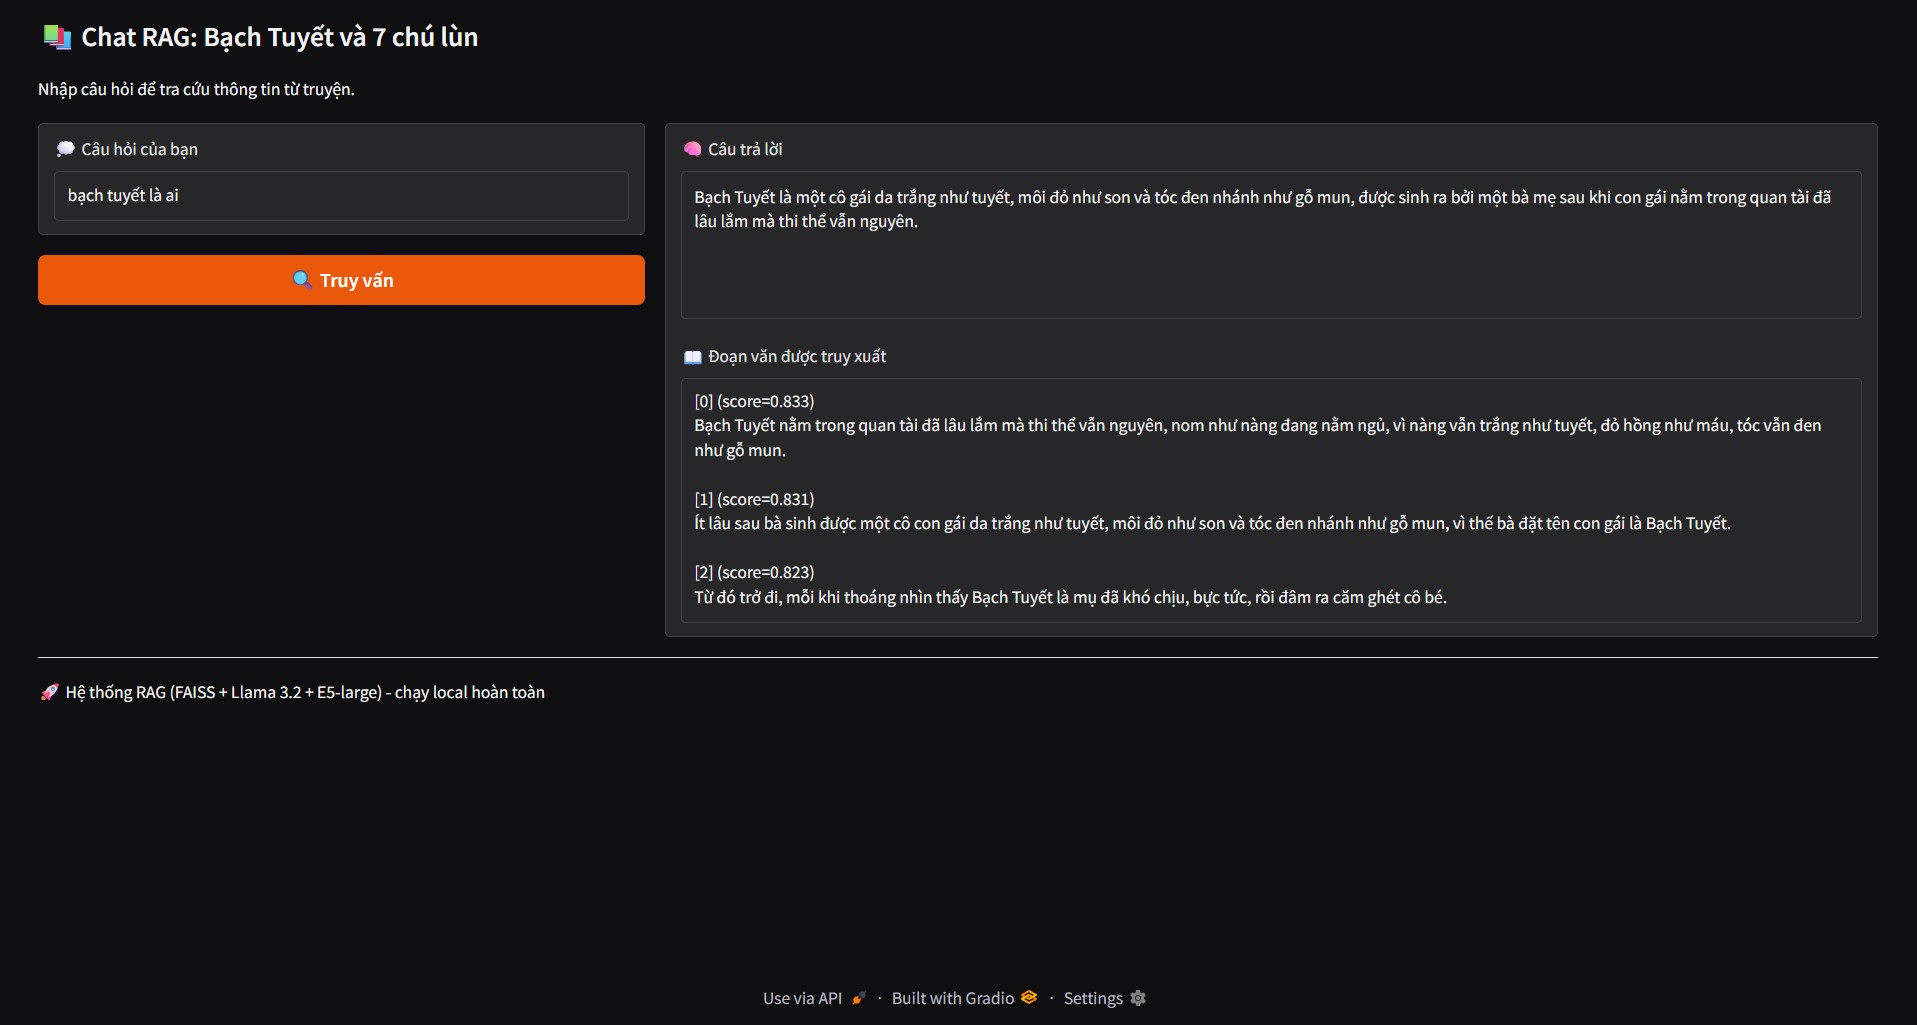 📚 Chat RAG: Bạch Tuyết và 7 chú lùn
Nhập câu hỏi để tra cứu thông tin từ truyện.
💭 Câu hỏi của bạn
bạch tuyết là ai
🔍 Truy vấn
🧠 Câu trả lời
Bạch Tuyết là một cô gái da trắng như tuyết, môi đỏ như son và tóc đen nhánh như gỗ mun, được sinh ra bởi một bà mẹ sau khi con gái nằm trong quan tài đã
lâu lắm mà thi thể vẫn nguyên.
📖 Đoạn văn được truy xuất
[0] (score=0.833)
Bạch Tuyết nằm trong quan tài đã lâu lắm mà thi thể vẫn nguyên, nom như nàng đang nằm ngủ, vì nàng vẫn trắng như tuyết, đỏ hồng như máu, tóc vẫn đen
như gỗ mun.
[1] (score=0.831)
Ít lâu sau bà sinh được một cô con gái da trắng như tuyết, môi đỏ như son và tóc đen nhánh như gỗ mun, vì thế bà đặt tên con gái là Bạch Tuyết.
[2] (score=0.823)
Từ đó trở đi, mỗi khi thoáng nhìn thấy Bạch Tuyết là mụ đã khó chịu, bực tức, rồi đâm ra căm ghét cô bé.
🚀 Hệ thống RAG (FAISS + Llama 3.2 + E5-large) - chạy local hoàn toàn
Use via API · Built with Gradio · Settings